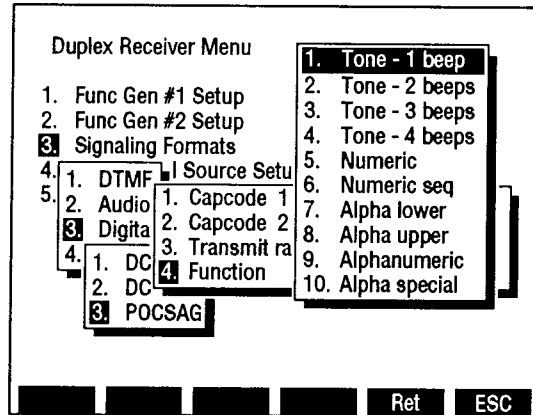 Duplex Receiver Menu
1. Func Gen #1 Setup
2. Func Gen #2 Setup
3. Signaling Formats
4. l Source Setu
5.
1. DTMF
2. Audio
3. Digita
4.
1. DC
2. DC
3. POCSAG
1. Capcode 1
2. Capcode 2
3. Transmit ra
4. Function
1. Tone - 1 beep
2. Tone - 2 beeps
3. Tone - 3 beeps
4. Tone - 4 beeps
5. Numeric
6. Numeric seq
7. Alpha lower
8. Alpha upper
9. Alphanumeric
10. Alpha special
Ret ESC